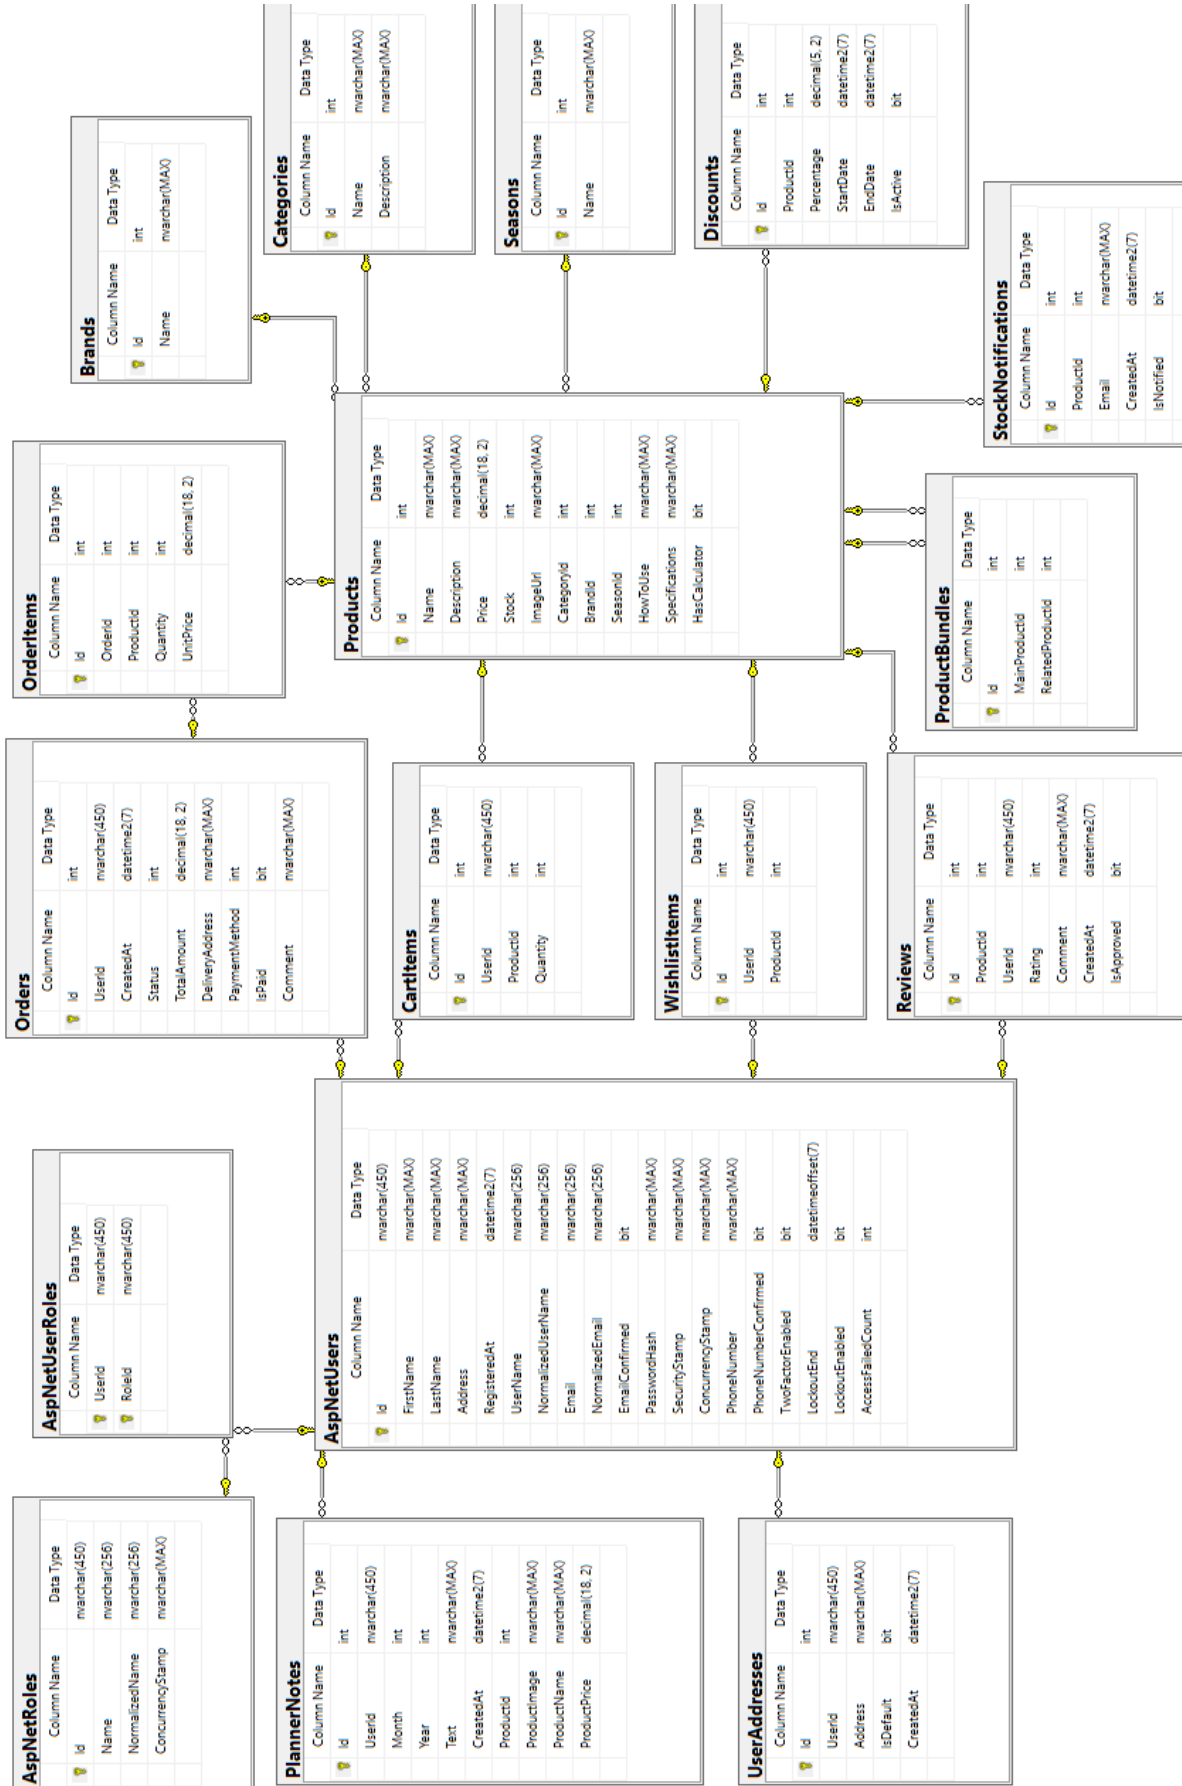 AspNetRoles
Column Name Data Type
Id nvarchar(450)
Name nvarchar(256)
NormalizedName nvarchar(256)
ConcurrencyStamp nvarchar(MAX)
AspNetUserRoles
Column Name Data Type
UserId nvarchar(450)
RoleId nvarchar(450)
Orders
Column Name Data Type
Id int
UserId nvarchar(450)
CreatedAt datetime2(7)
Status int
TotalAmount decimal(18, 2)
DeliveryAddress nvarchar(MAX)
PaymentMethod int
IsPaid bit
Comment nvarchar(MAX)
OrderItems
Column Name Data Type
Id int
OrderId int
ProductId int
Quantity int
UnitPrice decimal(18, 2)
Brands
Column Name Data Type
Id int
Name nvarchar(MAX)
Categories
Column Name Data Type
Id int
Name nvarchar(MAX)
Description nvarchar(MAX)
PlannerNotes
Column Name Data Type
Id int
UserId nvarchar(450)
Month int
Year int
Text nvarchar(MAX)
CreatedAt datetime2(7)
ProductId int
ProductImage nvarchar(MAX)
ProductName nvarchar(MAX)
ProductPrice decimal(18, 2)
AspNetUsers
Column Name Data Type
Id nvarchar(450)
FirstName nvarchar(MAX)
LastName nvarchar(MAX)
Address nvarchar(MAX)
RegisteredAt datetime2(7)
UserName nvarchar(256)
NormalizedUserName nvarchar(256)
Email nvarchar(256)
NormalizedEmail nvarchar(256)
EmailConfirmed bit
PasswordHash nvarchar(MAX)
SecurityStamp nvarchar(MAX)
ConcurrencyStamp nvarchar(MAX)
PhoneNumber nvarchar(MAX)
PhoneNumberConfirmed bit
TwoFactorEnabled bit
LockoutEnd datetimeoffset(7)
LockoutEnabled bit
AccessFailedCount int
CartItems
Column Name Data Type
Id int
UserId nvarchar(450)
ProductId int
Quantity int
Products
Column Name Data Type
Id int
Name nvarchar(MAX)
Description nvarchar(MAX)
Price decimal(18, 2)
Stock int
ImageUrl nvarchar(MAX)
CategoryId int
BrandId int
SeasonId int
HowToUse nvarchar(MAX)
Specifications nvarchar(MAX)
HasCalculator bit
Seasons
Column Name Data Type
Id int
Name nvarchar(MAX)
UserAddresses
Column Name Data Type
Id int
UserId nvarchar(450)
Address nvarchar(MAX)
IsDefault bit
CreatedAt datetime2(7)
WishlistItems
Column Name Data Type
Id int
UserId nvarchar(450)
ProductId int
Discounts
Column Name Data Type
Id int
ProductId int
Percentage decimal(5, 2)
StartDate datetime2(7)
EndDate datetime2(7)
IsActive bit
Reviews
Column Name Data Type
Id int
ProductId int
UserId nvarchar(450)
Rating int
Comment nvarchar(MAX)
CreatedAt datetime2(7)
IsApproved bit
ProductBundles
Column Name Data Type
Id int
MainProductId int
RelatedProductId int
StockNotifications
Column Name Data Type
Id int
ProductId int
Email nvarchar(MAX)
CreatedAt datetime2(7)
IsNotified bit